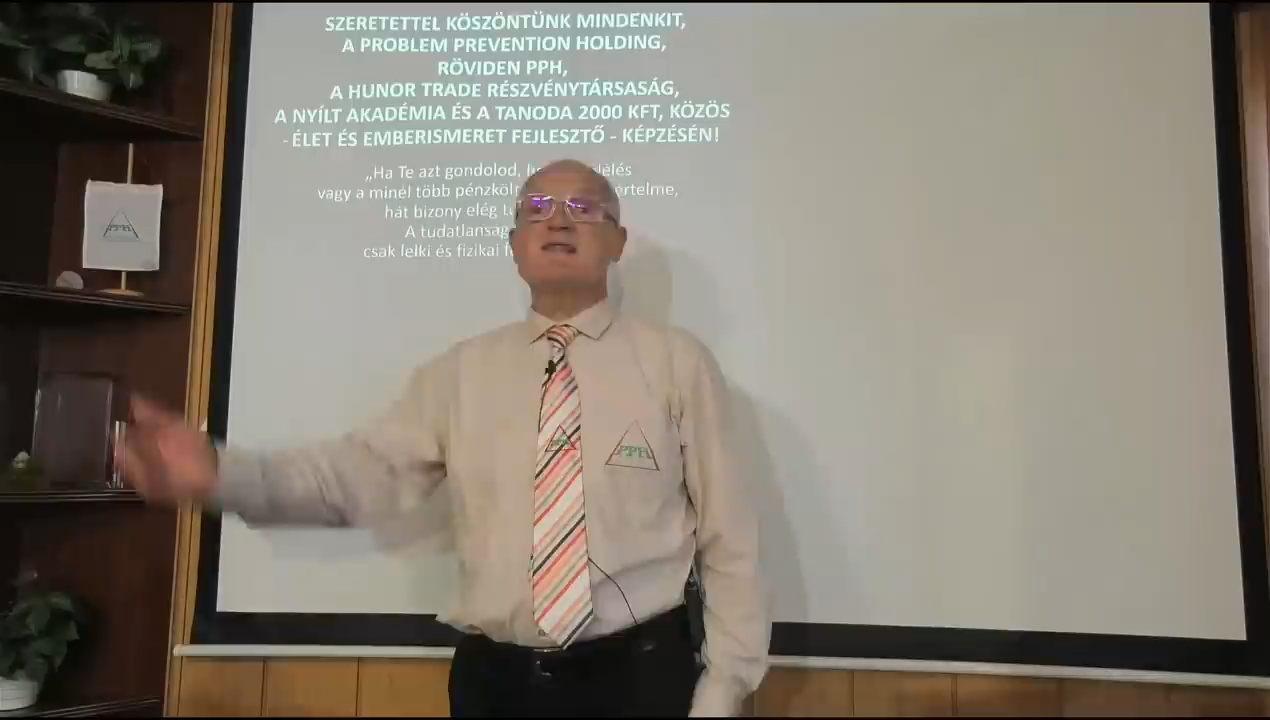 SZERETETTEL KÖSZÖNTÜNK MINDENKIT,
A PROBLEM PREVENTION HOLDING,
RÖVIDEN PPH,
A HUNOR TRADE RÉSZVÉNYTÁRSASÁG,
A NYÍLT AKADÉMIA ÉS A TANODA 2000 KFT, KÖZÖS
- ÉLET ÉS EMBERISMERET FEJLESZTŐ - KÉPZÉSÉN!
„Ha Te azt gondolod,
vagy a minél több
hát bizony elég
A tudatlanság
csak lelki és fizikai
PPH
PPH